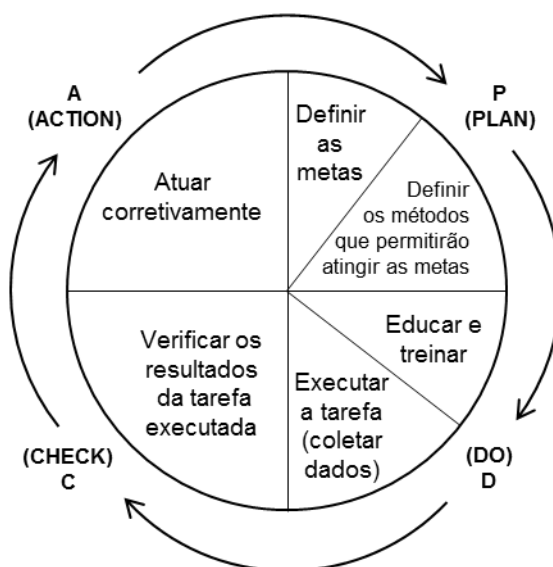 A
(ACTION)
P
(PLAN)
Definir
as
metas
Definir
os métodos
que permitirão
atingir as metas
Atuar
corretivamente
Educar e
treinar
Verificar os
resultados
da tarefa
executada
Executar
a tarefa
(coletar
dados)
(CHECK)
C
(DO)
D